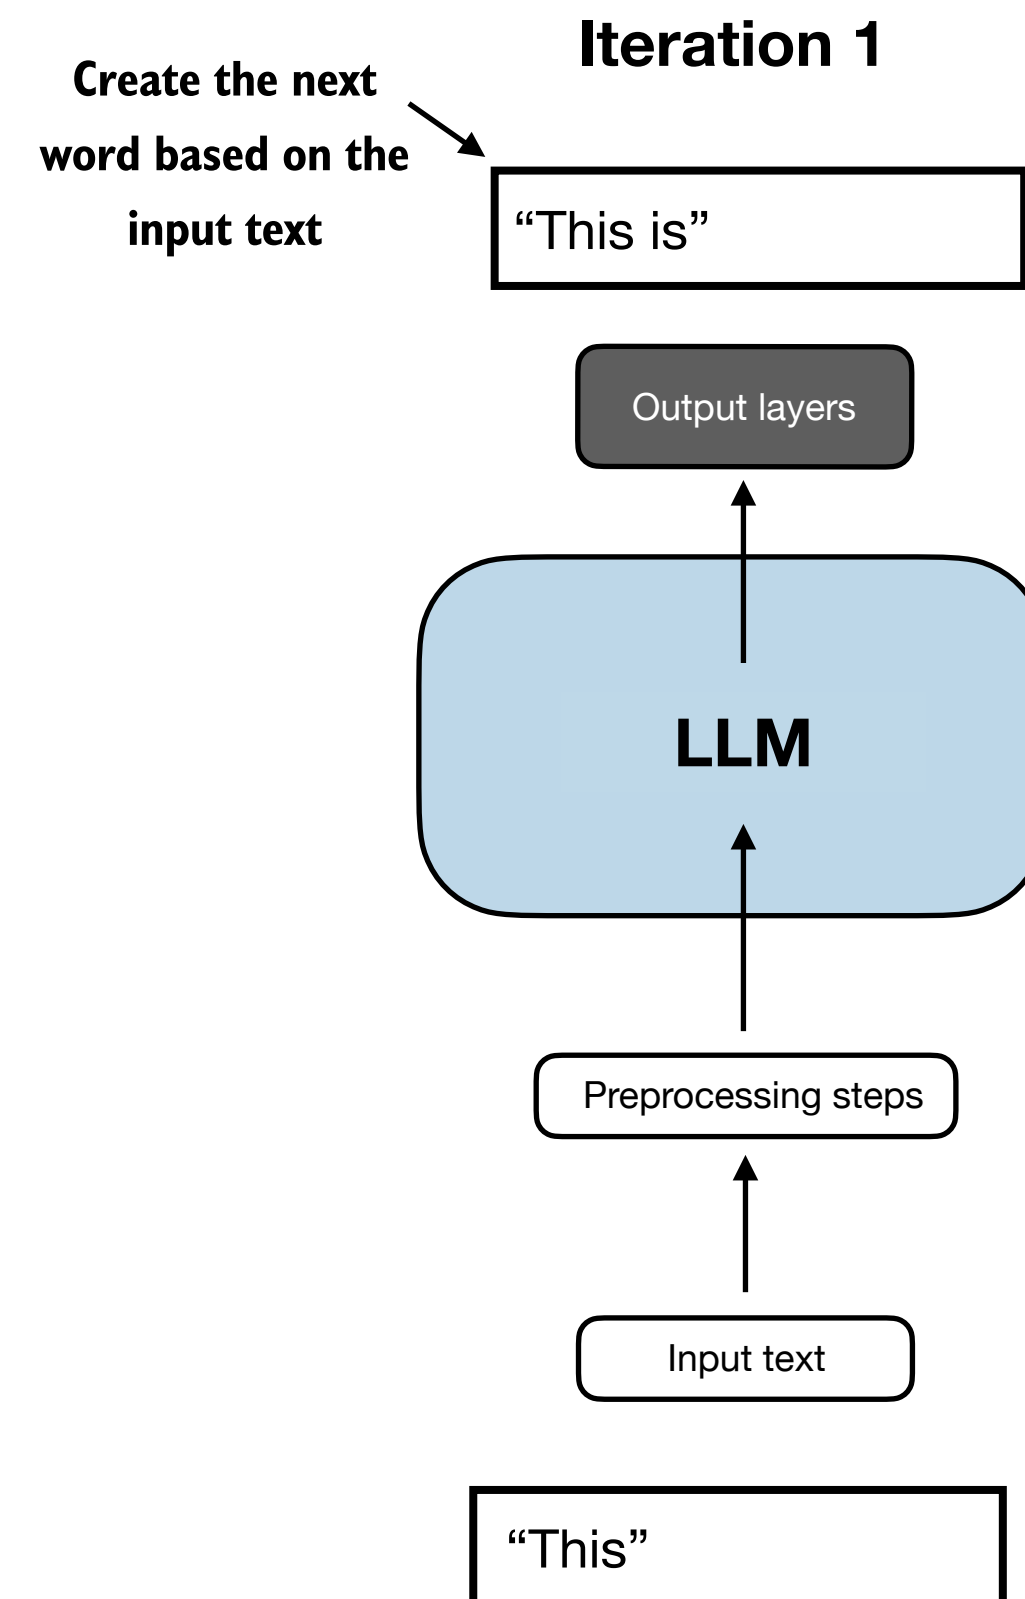 Iteration 1
Create the next
word based on the
input text
“This is”
Output layers
LLM
Preprocessing steps
Input text
“This”